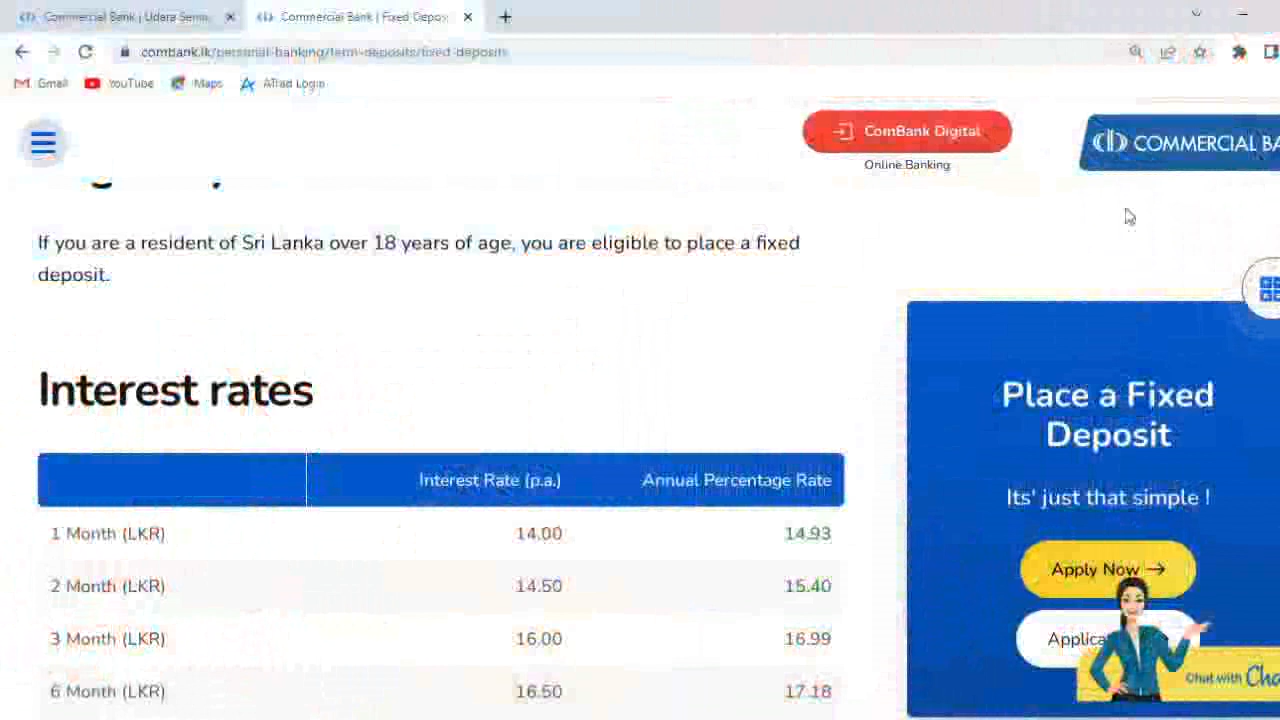 Commercial Bank | Udara Senio
Commercial Bank | Fixed Depos
combank.lk/personal-banking/term-deposits/fixed-deposits
Gmail YouTube Maps ATrad Login
ComBank Digital
Online Banking
COMMERCIAL BA
If you are a resident of Sri Lanka over 18 years of age, you are eligible to place a fixed
deposit.
Interest rates
Interest Rate (p.a.) Annual Percentage Rate
1 Month (LKR) 14.00 14.93
2 Month (LKR) 14.50 15.40
3 Month (LKR) 16.00 16.99
6 Month (LKR) 16.50 17.18
Place a Fixed
Deposit
Its' just that simple !
Apply Now
Applica
Chat with Cha